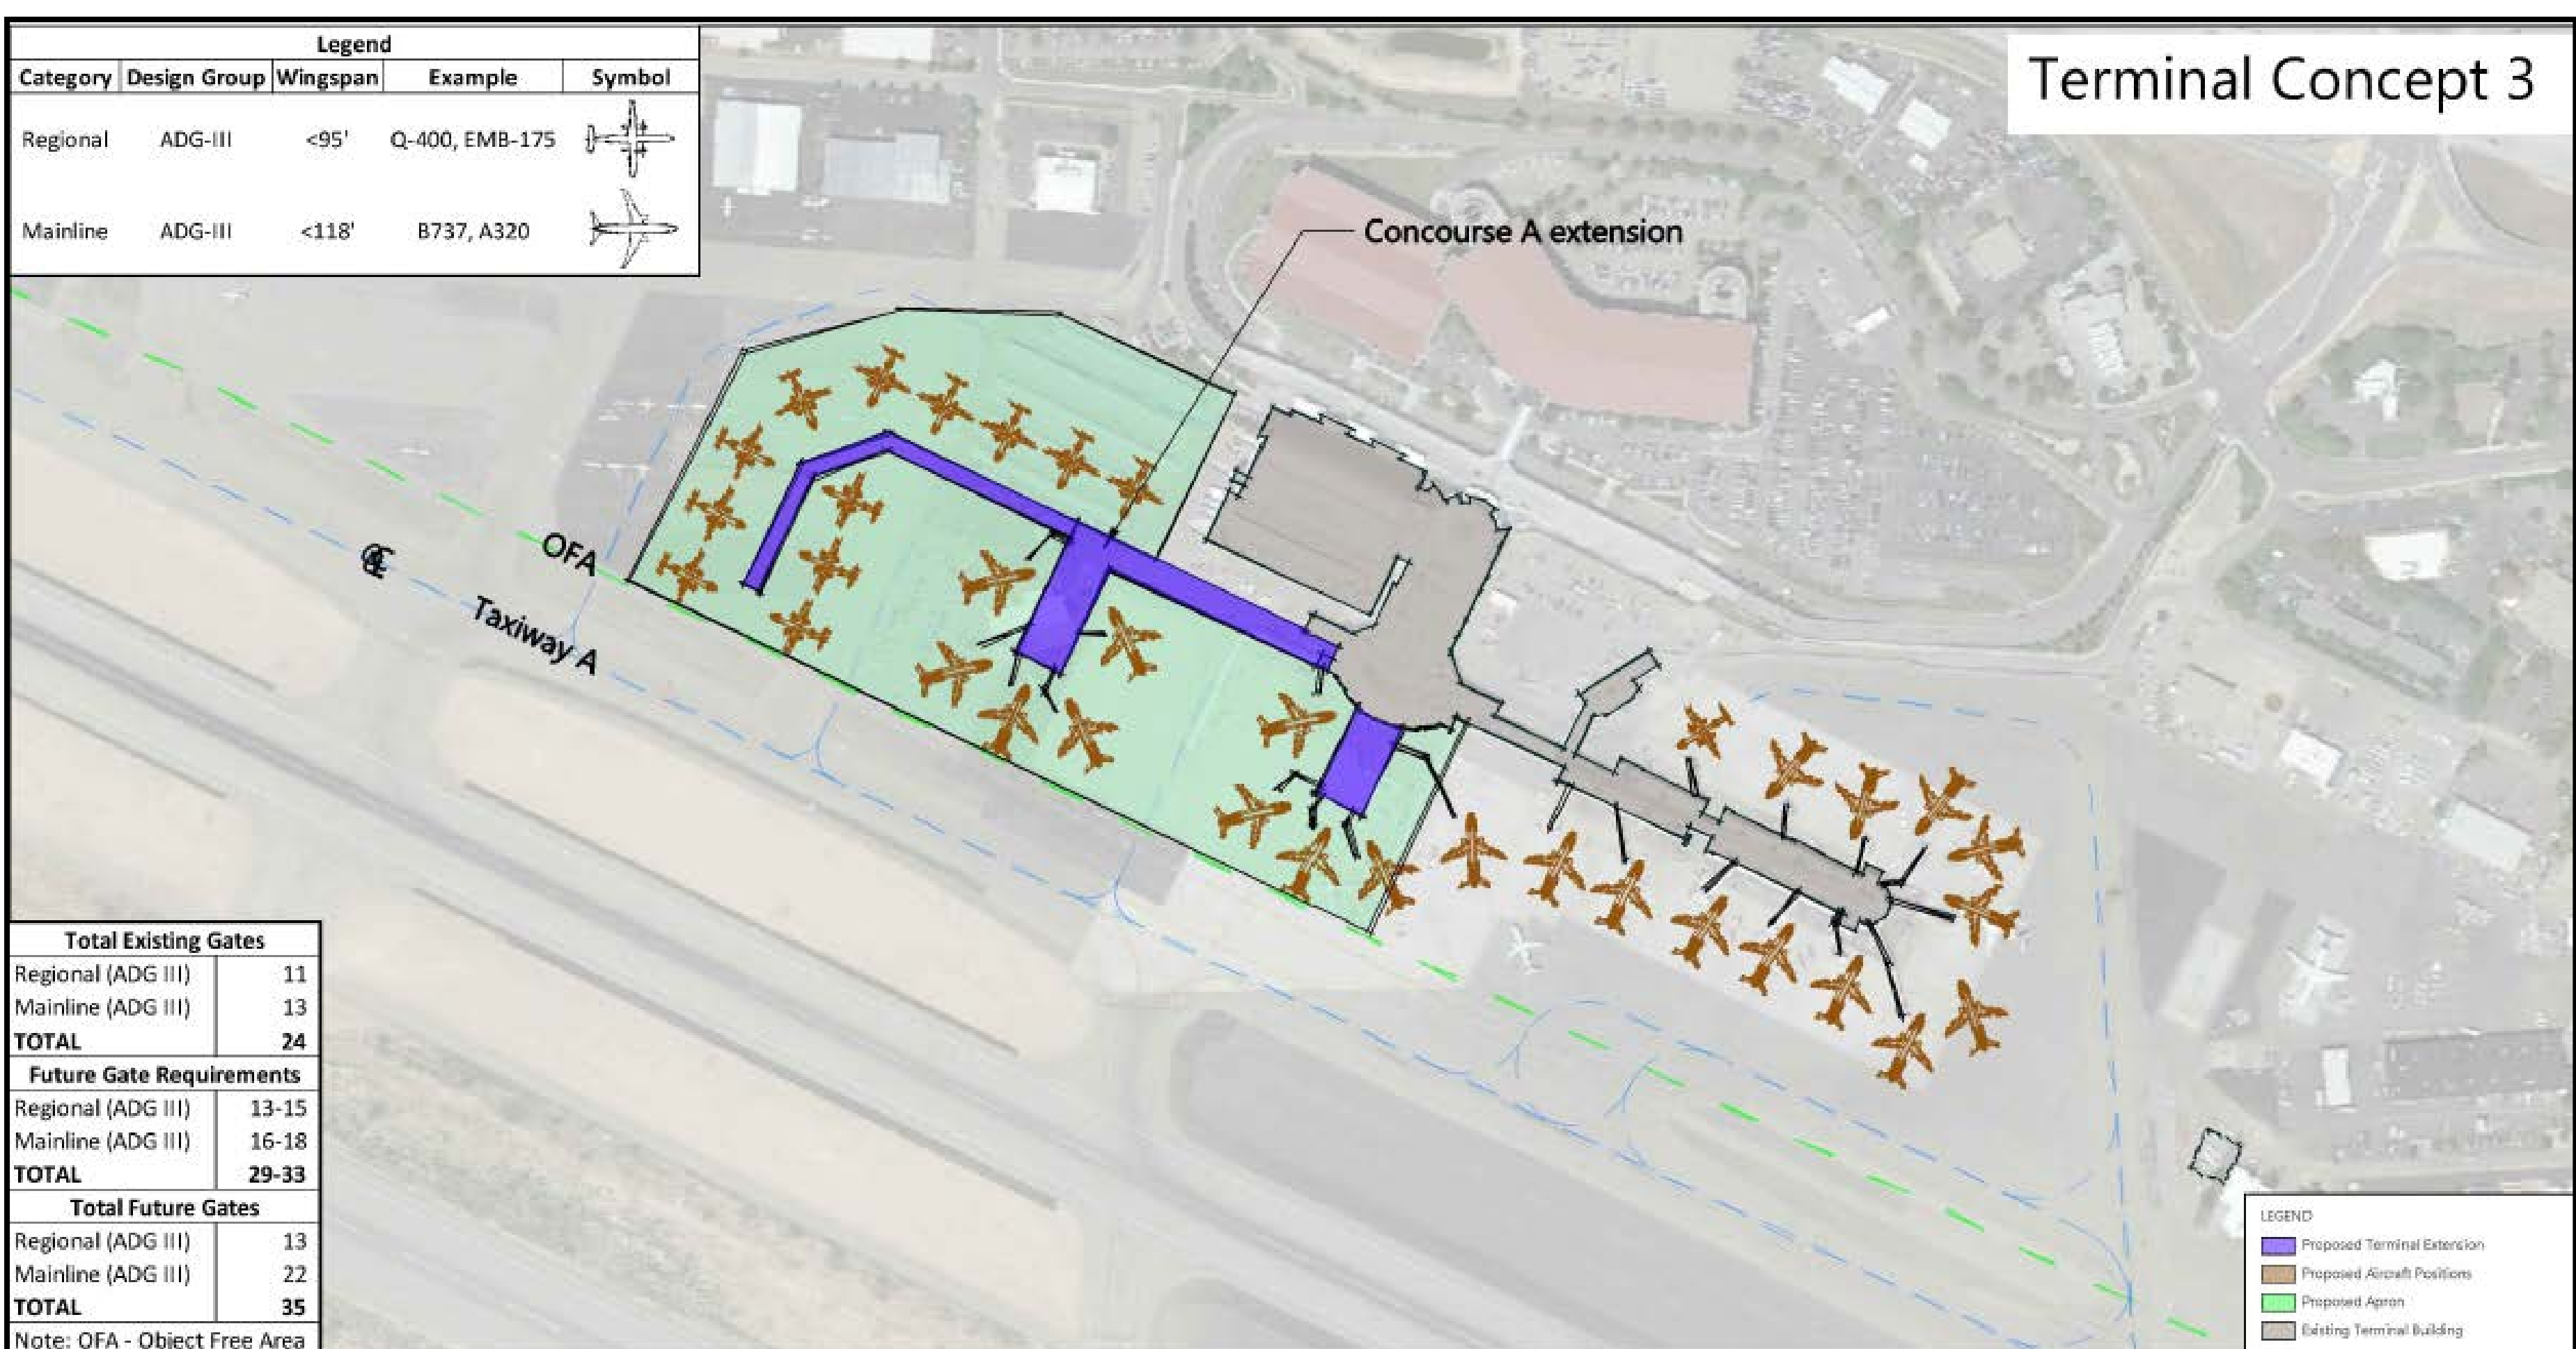 Legend
Category Design Group Wingspan Example Symbol
Regional ADG-III <95' Q-400, EMB-175
Mainline ADG-III <118' B737, A320
Terminal Concept 3
Concourse A extension
OFA
Taxiway A
Total Existing Gates
Regional (ADG III) 11
Mainline (ADG III) 13
TOTAL 24
Future Gate Requirements
Regional (ADG III) 13-15
Mainline (ADG III) 16-18
TOTAL 29-33
Total Future Gates
Regional (ADG III) 13
Mainline (ADG III) 22
TOTAL 35
Note: OFA - Object Free Area
LEGEND
Proposed Terminal Extension
Proposed Aircraft Positions
Proposed Apron
Existing Terminal Building